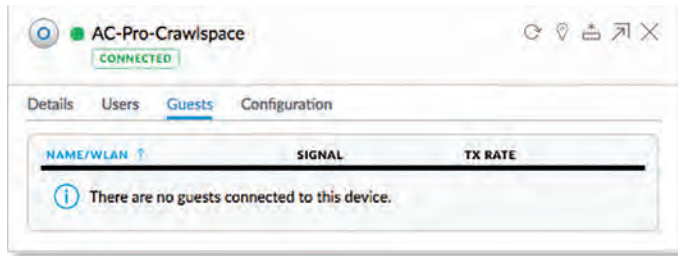 AC-Pro-Crawlspace
CONNECTED
Details Users Guests Configuration
NAME/WLAN ↑ SIGNAL TX RATE
There are no guests connected to this device.